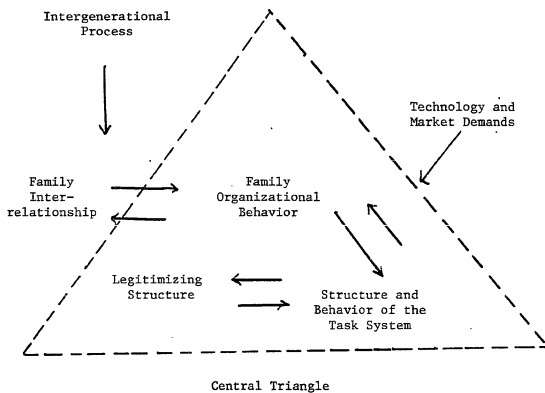 Intergenerational
Process
Technology and
Market Demands
Family
Inter-
relationship
Family
Organizational
Behavior
Legitimizing
Structure
Structure and
Behavior of the
Task System
Central Triangle